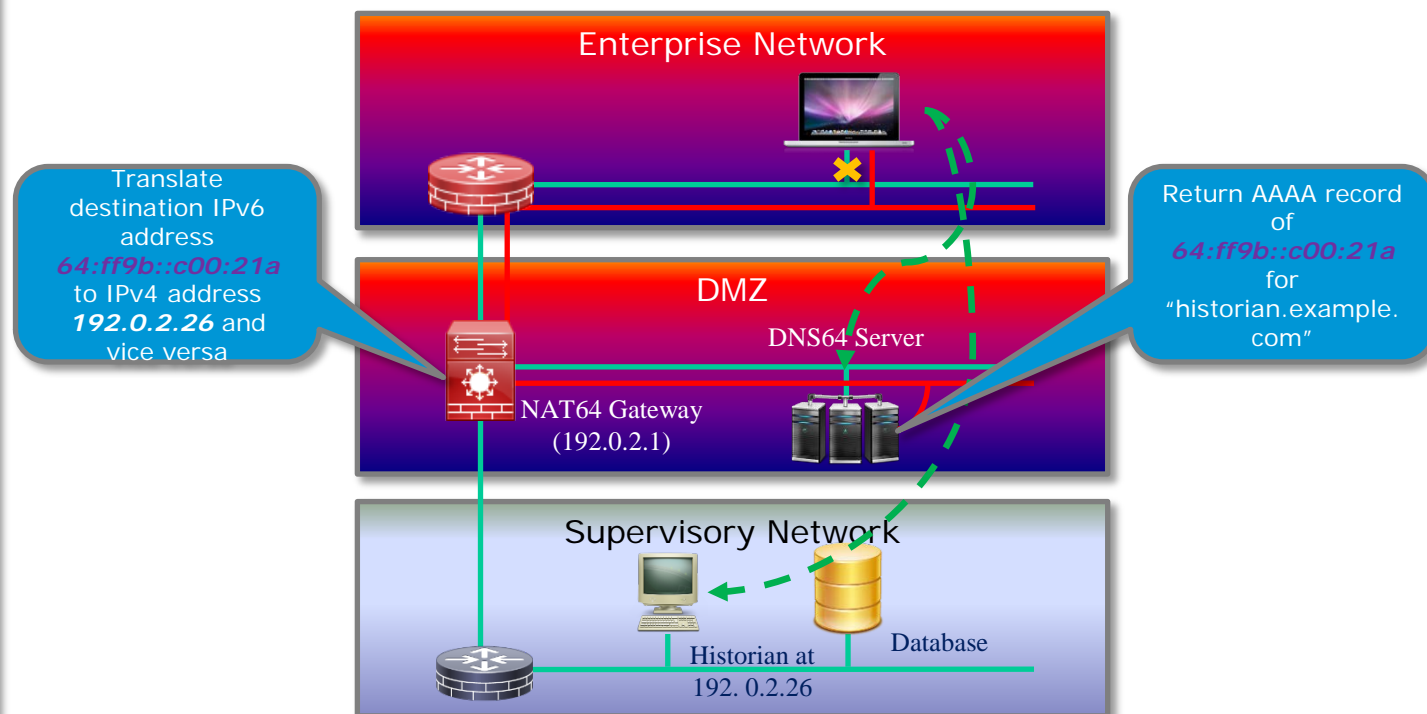 Enterprise Network
Translate
destination IPv6
address
64:ff9b::c00:21a
to IPv4 address
192.0.2.26 and
vice versa
Return AAAA record
of
64:ff9b::c00:21a
for
“historian.example.
com”
DMZ
DNS64 Server
NAT64 Gateway
(192.0.2.1)
Supervisory Network
Historian at
192. 0.2.26
Database